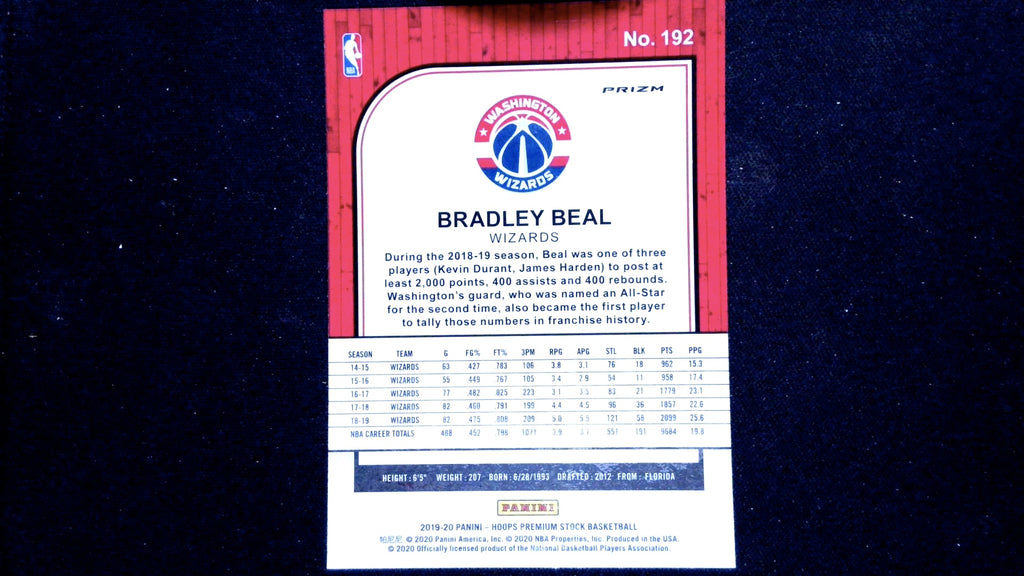 No. 192
NBA
PRIZM
WASHINGTON
WIZARDS
BRADLEY BEAL
WIZARDS
During the 2018-19 season, Beal was one of three
players (Kevin Durant, James Harden) to post at
least 2,000 points, 400 assists and 400 rebounds.
Washington's guard, who was named an All-Star
for the second time, also became the first player
to tally those numbers in franchise history.
SEASON TEAM G FG% FT% 3PM RPG APG STL BLK PTS PPG
14-15 WIZARDS 63 .427 .783 106 3.8 3.1 76 18 962 15.3
15-16 WIZARDS 55 .449 .767 105 3.4 2.9 54 11 958 17.4
16-17 WIZARDS 77 .482 .825 223 3.1 3.5 83 21 1779 23.1
17-18 WIZARDS 82 .460 .791 199 4.4 4.5 96 36 1857 22.6
18-19 WIZARDS 82 .475 .808 209 5.0 5.5 121 58 2099 25.6
NBA CAREER TOTALS .452 .798 1071 3.9 551 191 9684 19.8
HEIGHT: 6'5" WEIGHT: 207 BORN: 6/28/1993 DRAFTED: 2012 FROM: FLORIDA
PANINI
2019-20 PANINI - HOOPS PREMIUM STOCK BASKETBALL
帕尼尼 © 2020 Panini America, Inc. © 2020 NBA Properties, Inc. Produced in the USA.
© 2020 Officially licensed product of the National Basketball Players Association.